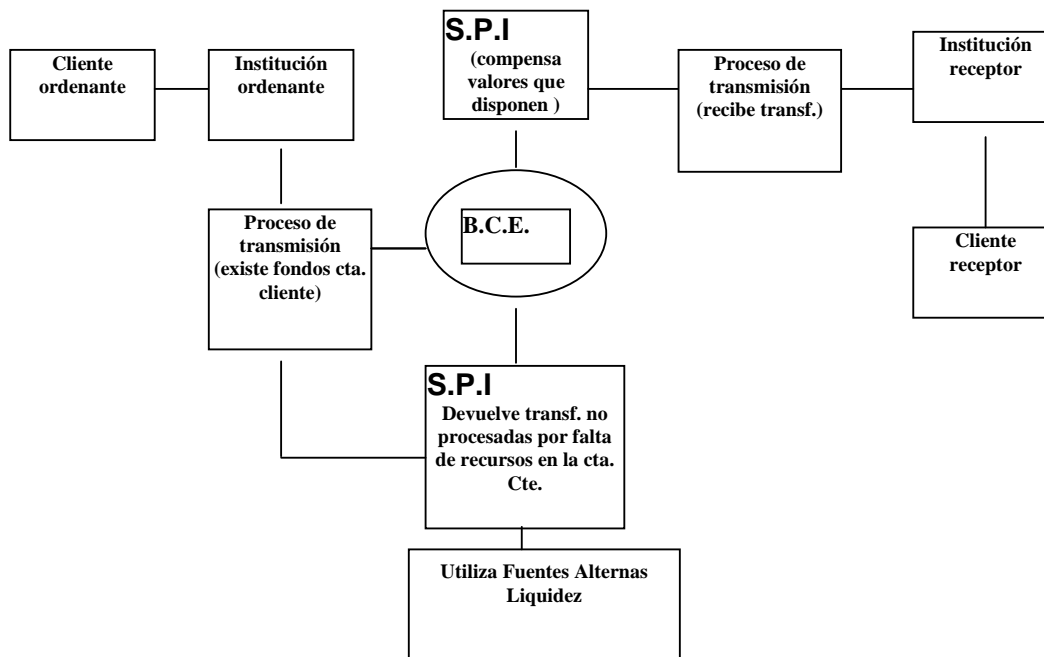 Cliente
ordenante
Institución
ordenante
S.P.I
(compensa
valores que
disponen )
Proceso de
transmisión
(recibe transf.)
Institución
receptor
Proceso de
transmisión
(existe fondos cta.
cliente)
B.C.E.
Cliente
receptor
S.P.I
Devuelve transf. no
procesadas por falta
de recursos en la cta.
Cte.
Utiliza Fuentes Alternas
Liquidez